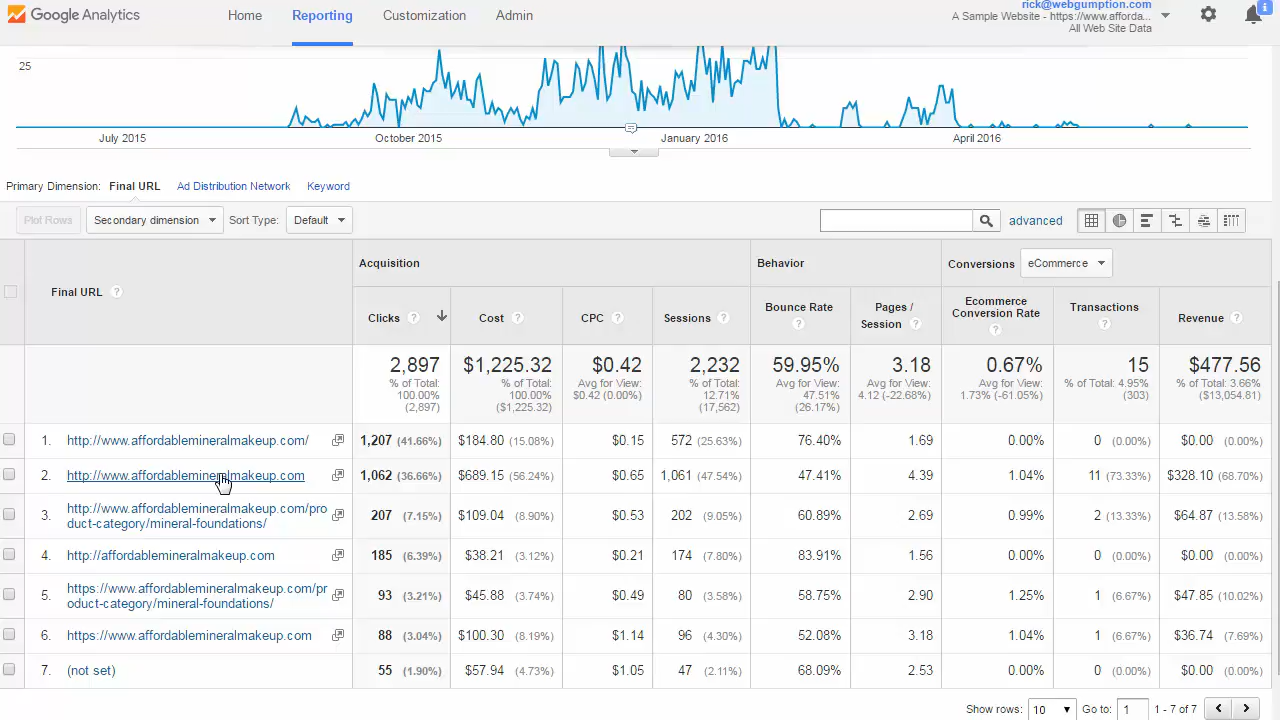 Google Analytics
Home Reporting Customization Admin
rick@webgumption.com
A Sample Website - https://www.afforda...
All Web Site Data
25
July 2015 October 2015 January 2016 April 2016
Primary Dimension: Final URL Ad Distribution Network Keyword
Plot Rows Secondary dimension Sort Type: Default advanced
Final URL ? Acquisition Behavior Conversions eCommerce
Clicks ? Cost ? CPC ? Sessions ? Bounce Rate ? Pages / Session ? Ecommerce Conversion Rate ? Transactions ? Revenue ?
2,897 $1,225.32 $0.42 2,232 59.95% 3.18 0.67% 15 $477.56
% of Total: 100.00% (2,897) % of Total: 100.00% ($1,225.32) Avg for View: $0.42 (0.00%) % of Total: 12.71% (17,562) Avg for View: 47.51% (26.17%) Avg for View: 4.12 (-22.68%) Avg for View: 1.73% (-61.05%) % of Total: 4.95% (303) % of Total: 3.66% ($13,054.81)
1. http://www.affordablemineralmakeup.com/ 1,207 (41.66%) $184.80 (15.08%) $0.15 572 (25.63%) 76.40% 1.69 0.00% 0 (0.00%) $0.00 (0.00%)
2. http://www.affordablemineralmakeup.com 1,062 (36.66%) $689.15 (56.24%) $0.65 1,061 (47.54%) 47.41% 4.39 1.04% 11 (73.33%) $328.10 (68.70%)
3. http://www.affordablemineralmakeup.com/pro
duct-category/mineral-foundations/ 207 (7.15%) $109.04 (8.90%) $0.53 202 (9.05%) 60.89% 2.69 0.99% 2 (13.33%) $64.87 (13.58%)
4. http://affordablemineralmakeup.com 185 (6.39%) $38.21 (3.12%) $0.21 174 (7.80%) 83.91% 1.56 0.00% 0 (0.00%) $0.00 (0.00%)
5. https://www.affordablemineralmakeup.com/pr
oduct-category/mineral-foundations/ 93 (3.21%) $45.88 (3.74%) $0.49 80 (3.58%) 58.75% 2.90 1.25% 1 (6.67%) $47.85 (10.02%)
6. https://www.affordablemineralmakeup.com 88 (3.04%) $100.30 (8.19%) $1.14 96 (4.30%) 52.08% 3.18 1.04% 1 (6.67%) $36.74 (7.69%)
7. (not set) 55 (1.90%) $57.94 (4.73%) $1.05 47 (2.11%) 68.09% 2.53 0.00% 0 (0.00%) $0.00 (0.00%)
Show rows: 10 Go to: 1 1 - 7 of 7